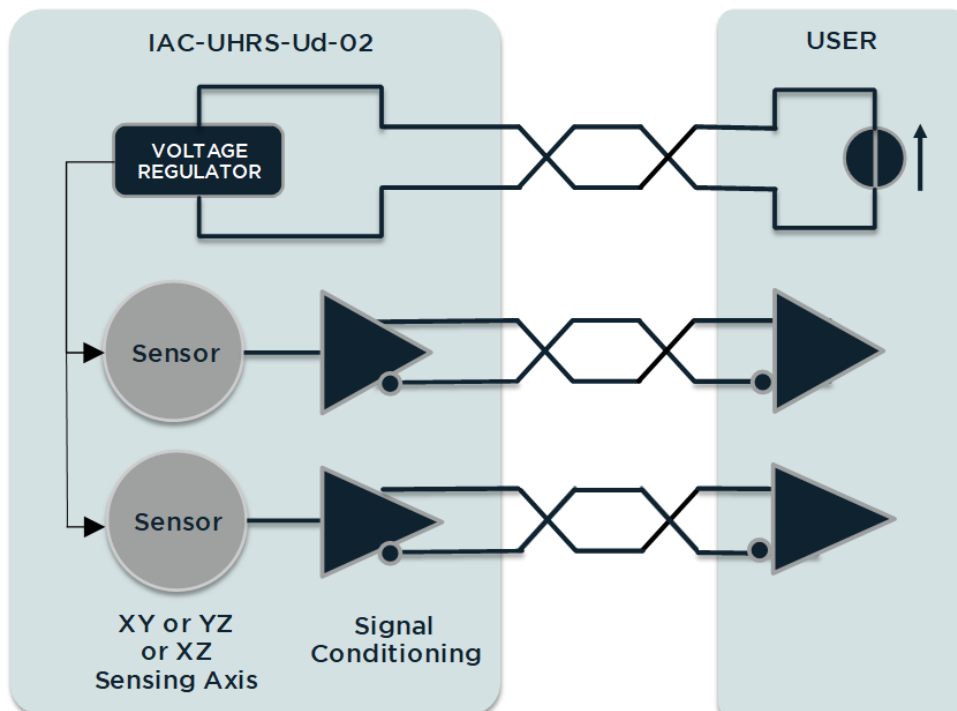 IAC-UHRS-Ud-02
USER
VOLTAGE
REGULATOR
Sensor
Sensor
XY or YZ
or XZ
Sensing Axis
Signal
Conditioning